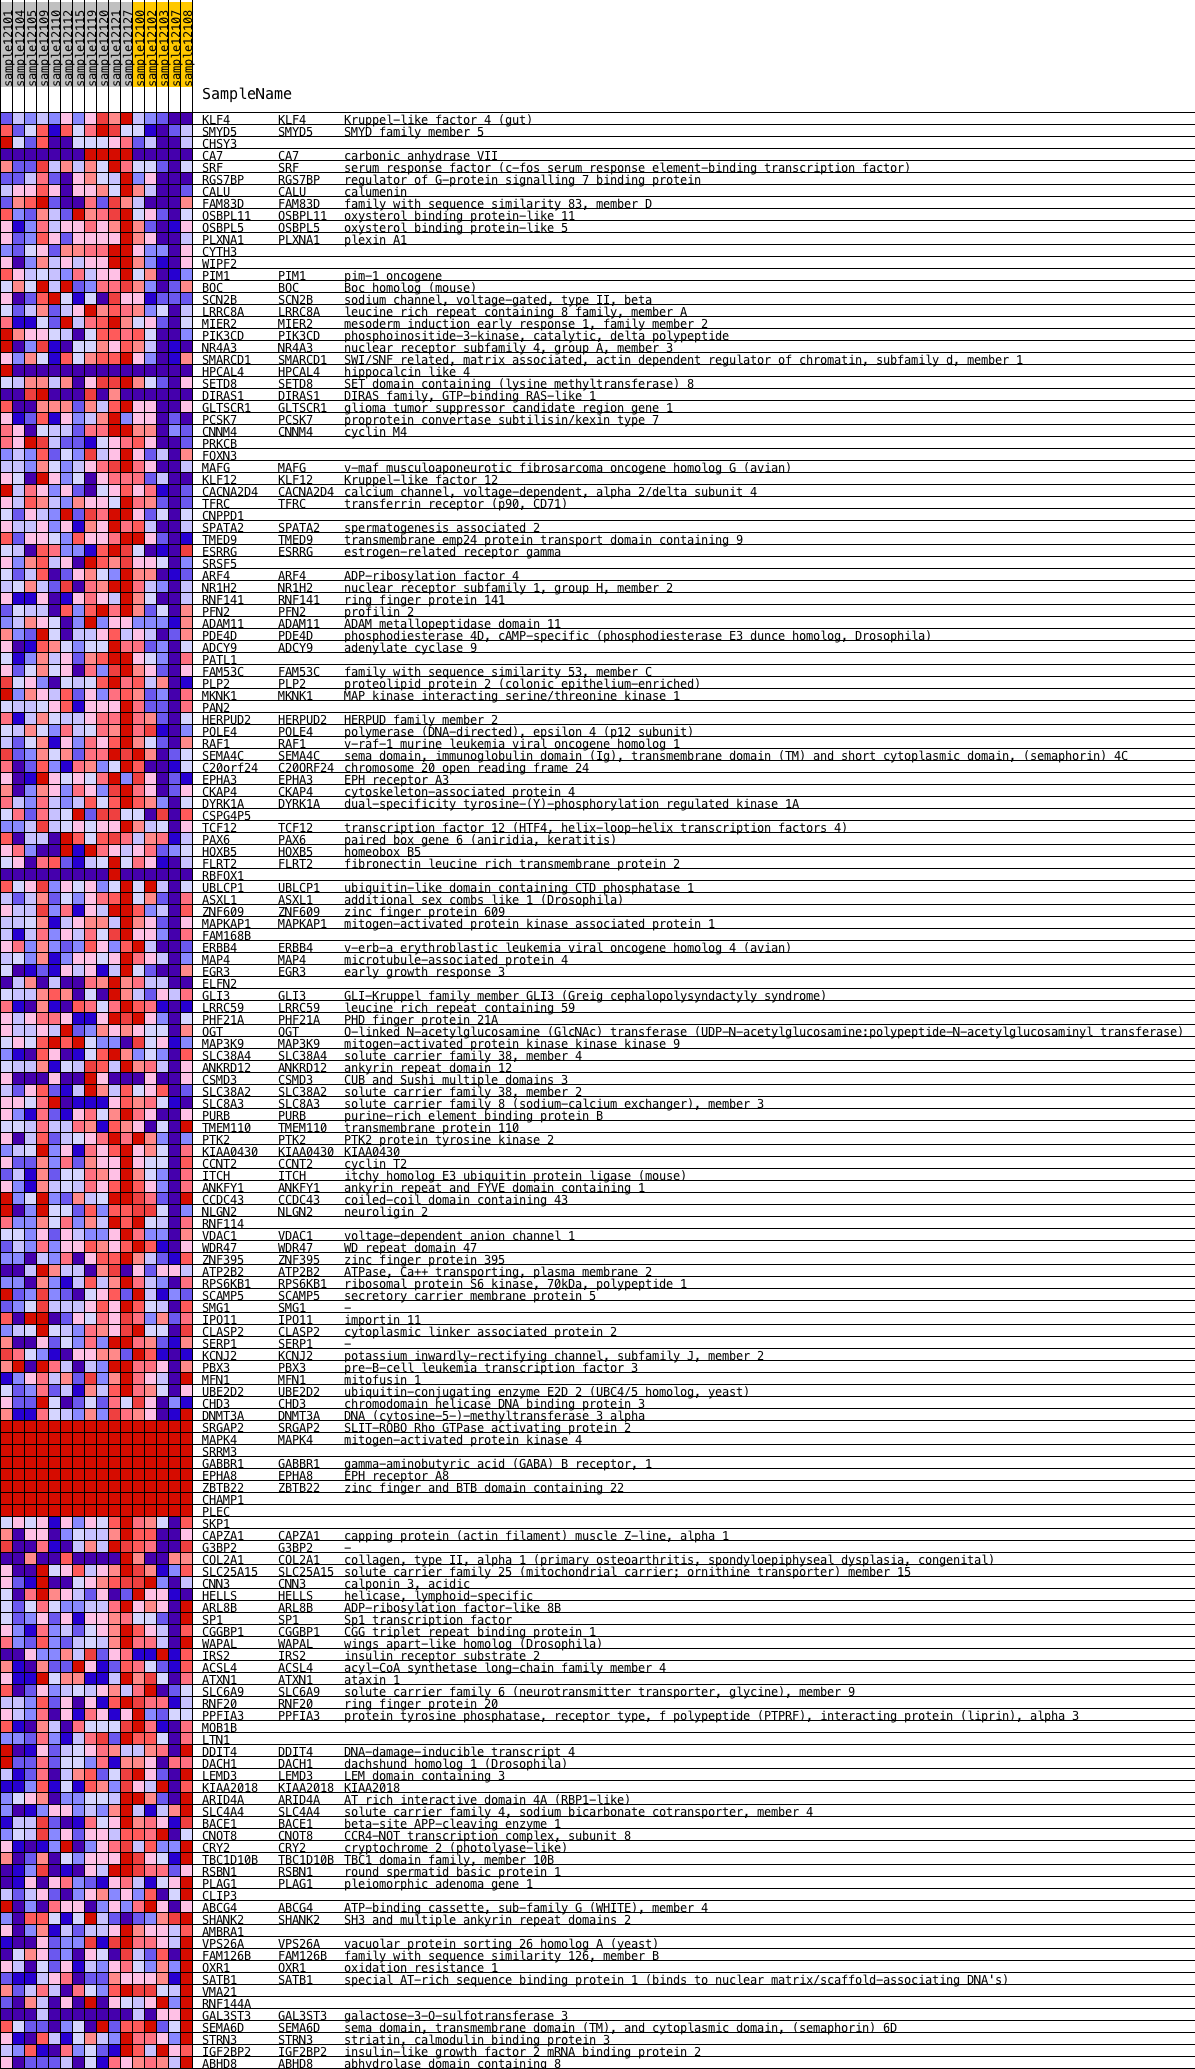 sample12101
sample12104
sample12105
sample12109
sample12110
sample12112
sample12115
sample12119
sample12120
sample12121
sample12127
sample12100
sample12102
sample12103
sample12107
sample12108
SampleName
KLF4 KLF4 Kruppel-like factor 4 (gut)
SMYD5 SMYD5 SMYD family member 5
CHSY3
CA7 CA7 carbonic anhydrase VII
SRF SRF serum response factor (c-fos serum response element-binding transcription factor)
RGS7BP RGS7BP regulator of G-protein signalling 7 binding protein
CALU CALU calumenin
FAM83D FAM83D family with sequence similarity 83, member D
OSBPL11 OSBPL11 oxysterol binding protein-like 11
OSBPL5 OSBPL5 oxysterol binding protein-like 5
PLXNA1 PLXNA1 plexin A1
CYTH3
WIPF2
PIM1 PIM1 pim-1 oncogene
BOC BOC Boc homolog (mouse)
SCN2B SCN2B sodium channel, voltage-gated, type II, beta
LRRC8A LRRC8A leucine rich repeat containing 8 family, member A
MIER2 MIER2 mesoderm induction early response 1, family member 2
PIK3CD PIK3CD phosphoinositide-3-kinase, catalytic, delta polypeptide
NR4A3 NR4A3 nuclear receptor subfamily 4, group A, member 3
SMARCD1 SMARCD1 SWI/SNF related, matrix associated, actin dependent regulator of chromatin, subfamily d, member 1
HPCAL4 HPCAL4 hippocalcin like 4
SETD8 SETD8 SET domain containing (lysine methyltransferase) 8
DIRAS1 DIRAS1 DIRAS family, GTP-binding RAS-like 1
GLTSCR1 GLTSCR1 glioma tumor suppressor candidate region gene 1
PCSK7 PCSK7 proprotein convertase subtilisin/kexin type 7
CNNM4 CNNM4 cyclin M4
PRKCB
FOXN3
MAFG MAFG v-maf musculoaponeurotic fibrosarcoma oncogene homolog G (avian)
KLF12 KLF12 Kruppel-like factor 12
CACNA2D4 CACNA2D4 calcium channel, voltage-dependent, alpha 2/delta subunit 4
TFRC TFRC transferrin receptor (p90, CD71)
CNPPD1
SPATA2 SPATA2 spermatogenesis associated 2
TMED9 TMED9 transmembrane emp24 protein transport domain containing 9
ESRRG ESRRG estrogen-related receptor gamma
SRSF5
ARF4 ARF4 ADP-ribosylation factor 4
NR1H2 NR1H2 nuclear receptor subfamily 1, group H, member 2
RNF141 RNF141 ring finger protein 141
PFN2 PFN2 profilin 2
ADAM11 ADAM11 ADAM metallopeptidase domain 11
PDE4D PDE4D phosphodiesterase 4D, cAMP-specific (phosphodiesterase E3 dunce homolog, Drosophila)
ADCY9 ADCY9 adenylate cyclase 9
PATL1
FAM53C FAM53C family with sequence similarity 53, member C
PLP2 PLP2 proteolipid protein 2 (colonic epithelium-enriched)
MKNK1 MKNK1 MAP kinase interacting serine/threonine kinase 1
PAN2
HERPUD2 HERPUD2 HERPUD family member 2
POLE4 POLE4 polymerase (DNA-directed), epsilon 4 (p12 subunit)
RAF1 RAF1 v-raf-1 murine leukemia viral oncogene homolog 1
SEMA4C SEMA4C sema domain, immunoglobulin domain (Ig), transmembrane domain (TM) and short cytoplasmic domain, (semaphorin) 4C
C20orf24 C20ORF24 chromosome 20 open reading frame 24
EPHA3 EPHA3 EPH receptor A3
CKAP4 CKAP4 cytoskeleton-associated protein 4
DYRK1A DYRK1A dual-specificity tyrosine-(Y)-phosphorylation regulated kinase 1A
CSPG4P5
TCF12 TCF12 transcription factor 12 (HTF4, helix-loop-helix transcription factors 4)
PAX6 PAX6 paired box gene 6 (aniridia, keratitis)
HOXB5 HOXB5 homeobox B5
FLRT2 FLRT2 fibronectin leucine rich transmembrane protein 2
RBFOX1
UBLCP1 UBLCP1 ubiquitin-like domain containing CTD phosphatase 1
ASXL1 ASXL1 additional sex combs like 1 (Drosophila)
ZNF609 ZNF609 zinc finger protein 609
MAPKAP1 MAPKAP1 mitogen-activated protein kinase associated protein 1
FAM168B
ERBB4 ERBB4 v-erb-a erythroblastic leukemia viral oncogene homolog 4 (avian)
MAP4 MAP4 microtubule-associated protein 4
EGR3 EGR3 early growth response 3
ELFN2
GLI3 GLI3 GLI-Kruppel family member GLI3 (Greig cephalopolysyndactyly syndrome)
LRRC59 LRRC59 leucine rich repeat containing 59
PHF21A PHF21A PHD finger protein 21A
OGT OGT O-linked N-acetylglucosamine (GlcNAc) transferase (UDP-N-acetylglucosamine:polypeptide-N-acetylglucosaminyl transferase)
MAP3K9 MAP3K9 mitogen-activated protein kinase kinase kinase 9
SLC38A4 SLC38A4 solute carrier family 38, member 4
ANKRD12 ANKRD12 ankyrin repeat domain 12
CSMD3 CSMD3 CUB and Sushi multiple domains 3
SLC38A2 SLC38A2 solute carrier family 38, member 2
SLC8A3 SLC8A3 solute carrier family 8 (sodium-calcium exchanger), member 3
PURB PURB purine-rich element binding protein B
TMEM110 TMEM110 transmembrane protein 110
PTK2 PTK2 PTK2 protein tyrosine kinase 2
KIAA0430 KIAA0430 KIAA0430
CCNT2 CCNT2 cyclin T2
ITCH ITCH itchy homolog E3 ubiquitin protein ligase (mouse)
ANKFY1 ANKFY1 ankyrin repeat and FYVE domain containing 1
CCDC43 CCDC43 coiled-coil domain containing 43
NLGN2 NLGN2 neuroligin 2
RNF114
VDAC1 VDAC1 voltage-dependent anion channel 1
WDR47 WDR47 WD repeat domain 47
ZNF395 ZNF395 zinc finger protein 395
ATP2B2 ATP2B2 ATPase, Ca++ transporting, plasma membrane 2
RPS6KB1 RPS6KB1 ribosomal protein S6 kinase, 70kDa, polypeptide 1
SCAMP5 SCAMP5 secretory carrier membrane protein 5
SMG1 SMG1 -
IPO11 IPO11 importin 11
CLASP2 CLASP2 cytoplasmic linker associated protein 2
SERP1 SERP1 -
KCNJ2 KCNJ2 potassium inwardly-rectifying channel, subfamily J, member 2
PBX3 PBX3 pre-B-cell leukemia transcription factor 3
MFN1 MFN1 mitofusin 1
UBE2D2 UBE2D2 ubiquitin-conjugating enzyme E2D 2 (UBC4/5 homolog, yeast)
CHD3 CHD3 chromodomain helicase DNA binding protein 3
DNMT3A DNMT3A DNA (cytosine-5-)-methyltransferase 3 alpha
SRGAP2 SRGAP2 SLIT-ROBO Rho GTPase activating protein 2
MAPK4 MAPK4 mitogen-activated protein kinase 4
SRRM3
GABBR1 GABBR1 gamma-aminobutyric acid (GABA) B receptor, 1
EPHA8 EPHA8 EPH receptor A8
ZBTB22 ZBTB22 zinc finger and BTB domain containing 22
CHAMP1
PLEC
SKP1
CAPZA1 CAPZA1 capping protein (actin filament) muscle Z-line, alpha 1
G3BP2 G3BP2 -
COL2A1 COL2A1 collagen, type II, alpha 1 (primary osteoarthritis, spondyloepiphyseal dysplasia, congenital)
SLC25A15 SLC25A15 solute carrier family 25 (mitochondrial carrier; ornithine transporter) member 15
CNN3 CNN3 calponin 3, acidic
HELLS HELLS helicase, lymphoid-specific
ARL8B ARL8B ADP-ribosylation factor-like 8B
SP1 SP1 Sp1 transcription factor
CGGBP1 CGGBP1 CGG triplet repeat binding protein 1
WAPAL WAPAL wings apart-like homolog (Drosophila)
IRS2 IRS2 insulin receptor substrate 2
ACSL4 ACSL4 acyl-CoA synthetase long-chain family member 4
ATXN1 ATXN1 ataxin 1
SLC6A9 SLC6A9 solute carrier family 6 (neurotransmitter transporter, glycine), member 9
RNF20 RNF20 ring finger protein 20
PPFIA3 PPFIA3 protein tyrosine phosphatase, receptor type, f polypeptide (PTPRF), interacting protein (liprin), alpha 3
MOB1B
LTN1
DDIT4 DDIT4 DNA-damage-inducible transcript 4
DACH1 DACH1 dachshund homolog 1 (Drosophila)
LEMD3 LEMD3 LEM domain containing 3
KIAA2018 KIAA2018 KIAA2018
ARID4A ARID4A AT rich interactive domain 4A (RBP1-like)
SLC4A4 SLC4A4 solute carrier family 4, sodium bicarbonate cotransporter, member 4
BACE1 BACE1 beta-site APP-cleaving enzyme 1
CNOT8 CNOT8 CCR4-NOT transcription complex, subunit 8
CRY2 CRY2 cryptochrome 2 (photolyase-like)
TBC1D10B TBC1D10B TBC1 domain family, member 10B
RSBN1 RSBN1 round spermatid basic protein 1
PLAG1 PLAG1 pleiomorphic adenoma gene 1
CLIP3
ABCG4 ABCG4 ATP-binding cassette, sub-family G (WHITE), member 4
SHANK2 SHANK2 SH3 and multiple ankyrin repeat domains 2
AMBRA1
VPS26A VPS26A vacuolar protein sorting 26 homolog A (yeast)
FAM126B FAM126B family with sequence similarity 126, member B
OXR1 OXR1 oxidation resistance 1
SATB1 SATB1 special AT-rich sequence binding protein 1 (binds to nuclear matrix/scaffold-associating DNA's)
VMA21
RNF144A
GAL3ST3 GAL3ST3 galactose-3-O-sulfotransferase 3
SEMA6D SEMA6D sema domain, transmembrane domain (TM), and cytoplasmic domain, (semaphorin) 6D
STRN3 STRN3 striatin, calmodulin binding protein 3
IGF2BP2 IGF2BP2 insulin-like growth factor 2 mRNA binding protein 2
ABHD8 ABHD8 abhydrolase domain containing 8